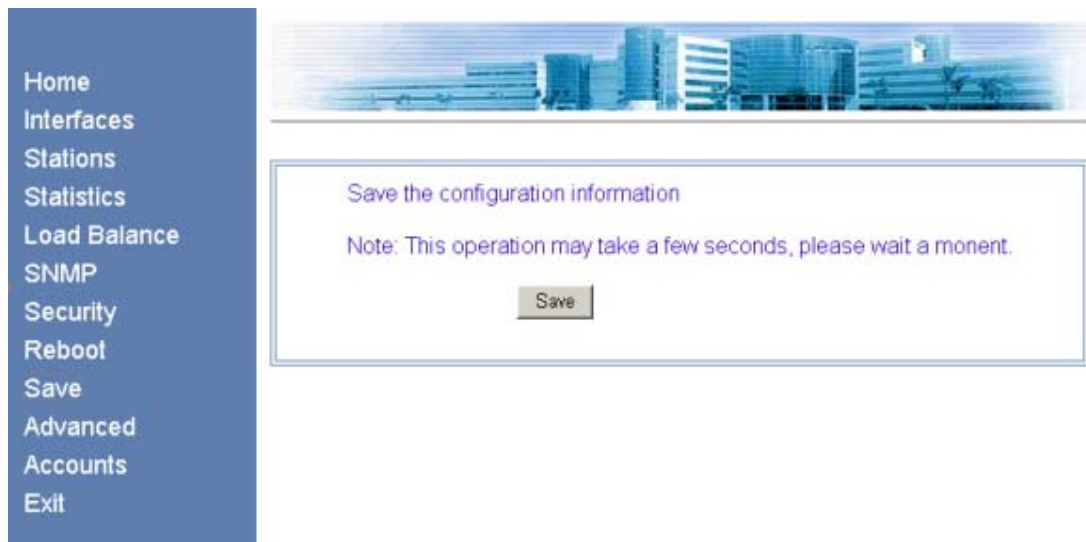 Home
Interfaces
Stations
Statistics
Load Balance
SNMP
Security
Reboot
Save
Advanced
Accounts
Exit
Save the configuration information
Note: This operation may take a few seconds, please wait a monent.
Save